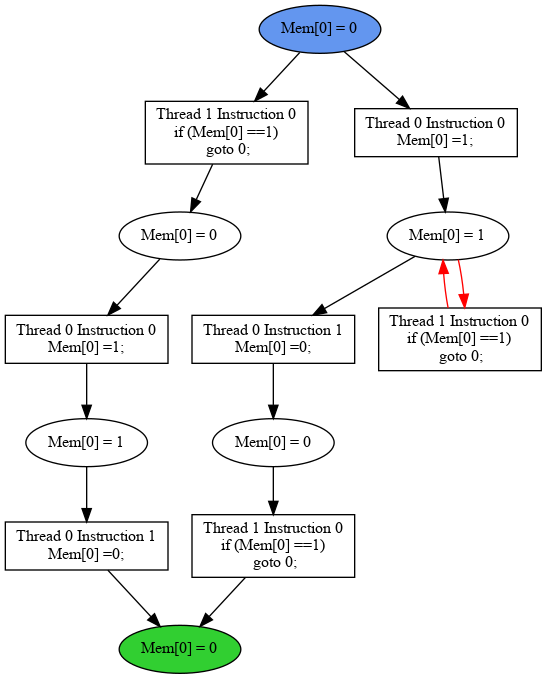 Mem[0] = 0
Thread 1 Instruction 0
if (Mem[0] ==1)
goto 0;
Thread 0 Instruction 0
Mem[0] =1;
Mem[0] = 0
Mem[0] = 1
Thread 0 Instruction 0
Mem[0] =1;
Thread 0 Instruction 1
Mem[0] =0;
Thread 1 Instruction 0
if (Mem[0] ==1)
goto 0;
Mem[0] = 1
Mem[0] = 0
Thread 0 Instruction 1
Mem[0] =0;
Thread 1 Instruction 0
if (Mem[0] ==1)
goto 0;
Mem[0] = 0